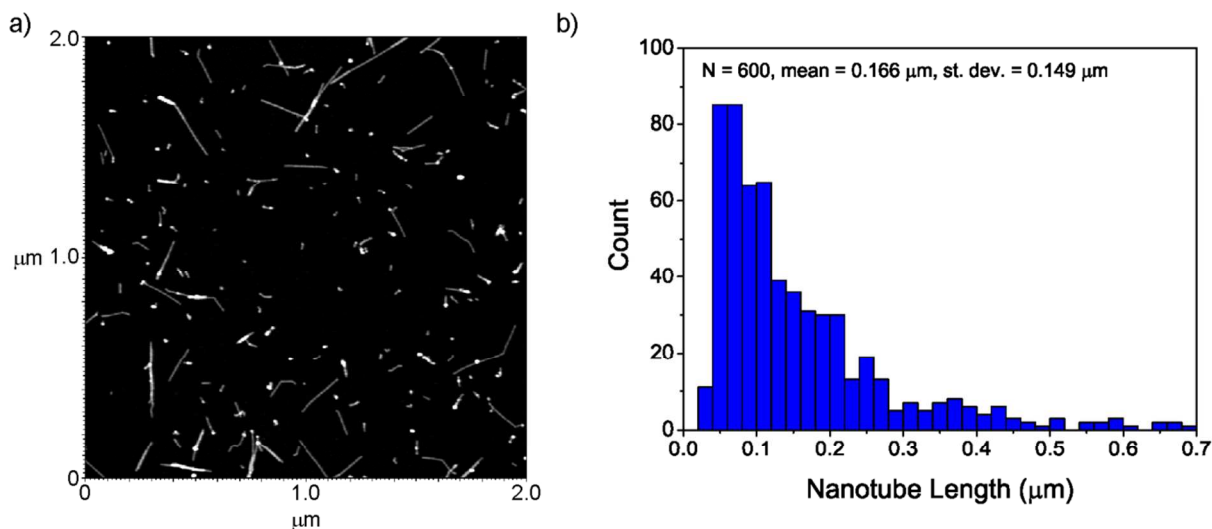 a)
2.0
μm 1.0
0
0 1.0 2.0
μm
b)
100
80
60
40
20
0
Count
N = 600, mean = 0.166 μm, st. dev. = 0.149 μm
0.0 0.1 0.2 0.3 0.4 0.5 0.6 0.7
Nanotube Length (μm)